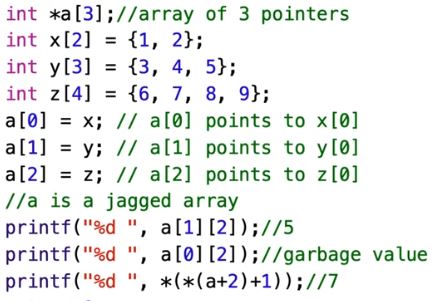 int *a[3];//array of 3 pointers
int x[2] = {1, 2};
int y[3] = {3, 4, 5};
int z[4] = {6, 7, 8, 9};
a[0] = x; // a[0] points to x[0]
a[1] = y; // a[1] points to y[0]
a[2] = z; // a[2] points to z[0]
//a is a jagged array
printf("%d ", a[1][2]);//5
printf("%d ", a[0][2]);//garbage value
printf("%d ", *(*(a+2)+1));//7